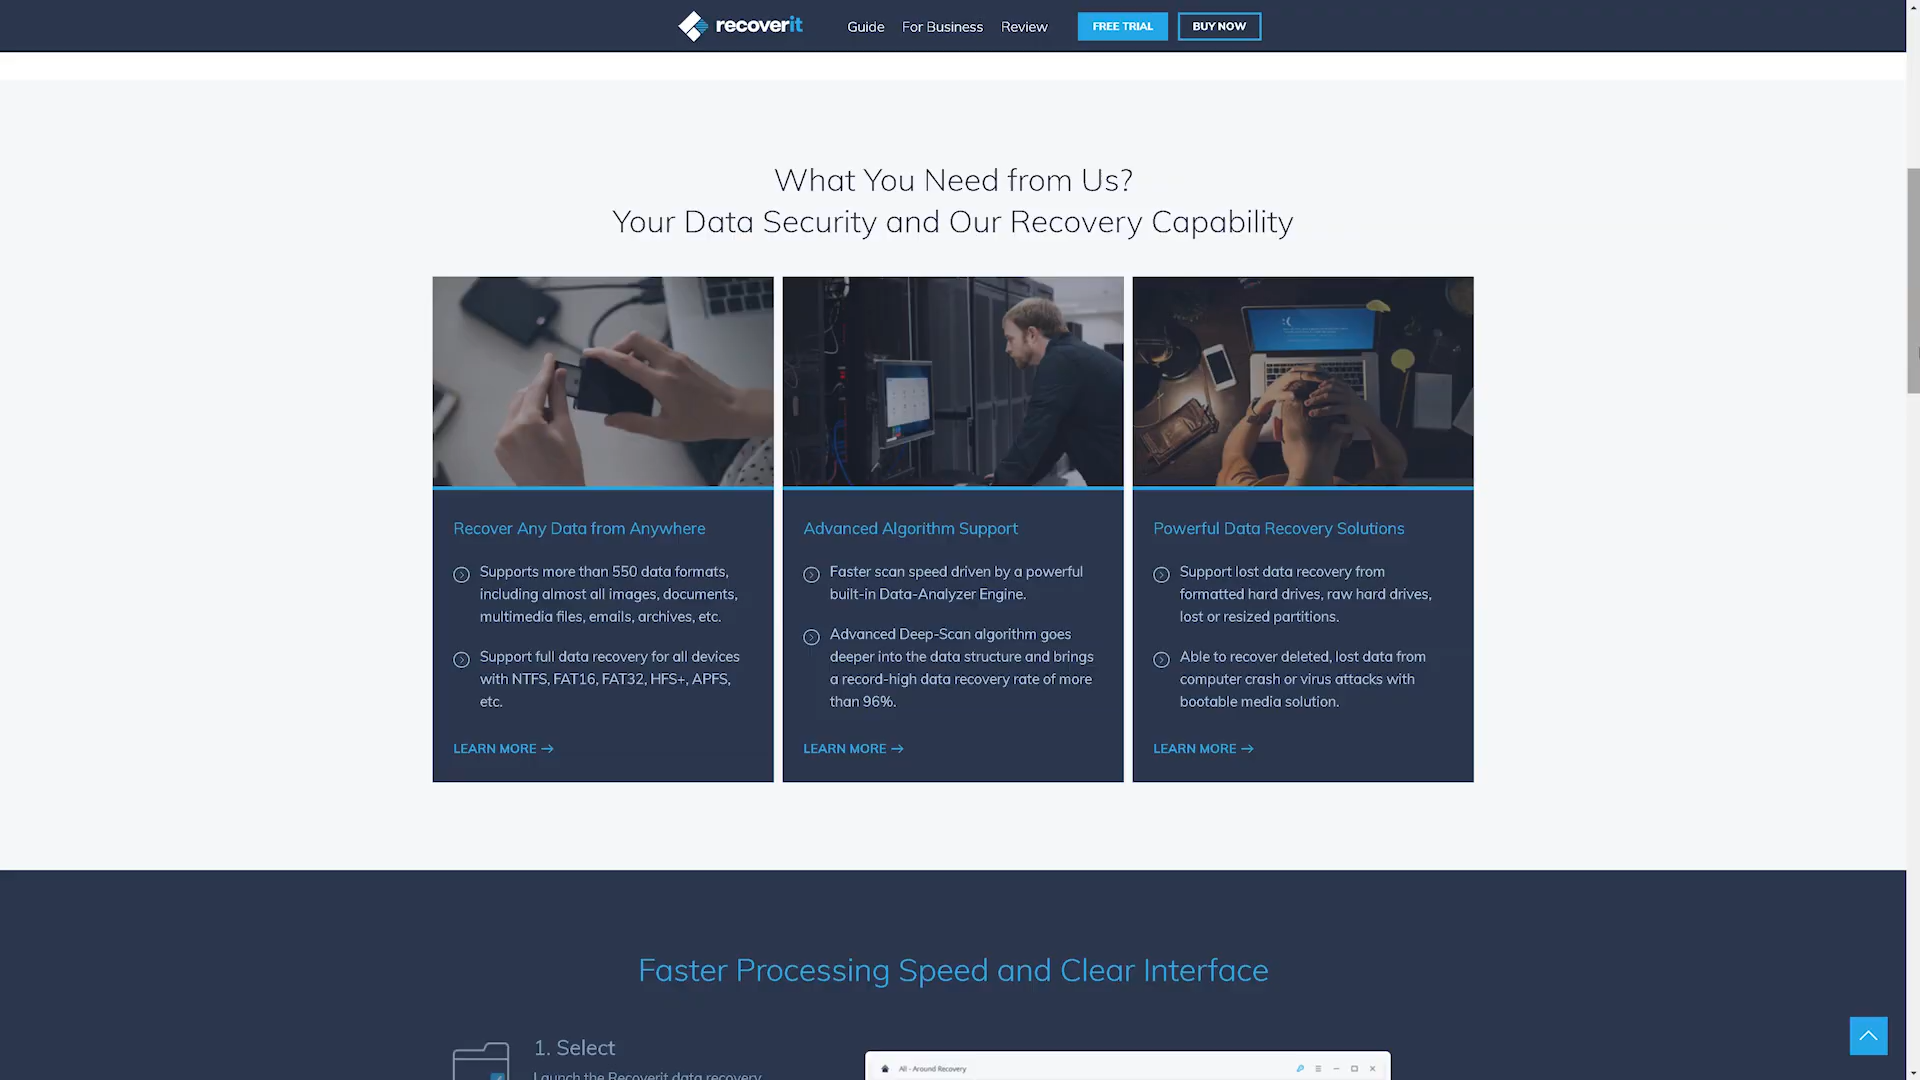 recoverit Guide For Business Review FREE TRIAL BUY NOW
What You Need from Us?
Your Data Security and Our Recovery Capability
Recover Any Data from Anywhere
Supports more than 550 data formats,
including almost all images, documents,
multimedia files, emails, archives, etc.
Support full data recovery for all devices
with NTFS, FAT16, FAT32, HFS+, APFS,
etc.
LEARN MORE
Advanced Algorithm Support
Faster scan speed driven by a powerful
built-in Data-Analyzer Engine.
Advanced Deep-Scan algorithm goes
deeper into the data structure and brings
a record-high data recovery rate of more
than 96%.
LEARN MORE
Powerful Data Recovery Solutions
Support lost data recovery from
formatted hard drives, raw hard drives,
lost or resized partitions.
Able to recover deleted, lost data from
computer crash or virus attacks with
bootable media solution.
LEARN MORE
Faster Processing Speed and Clear Interface
1. Select
Launch the Recoverit data recovery
All - Around Recovery